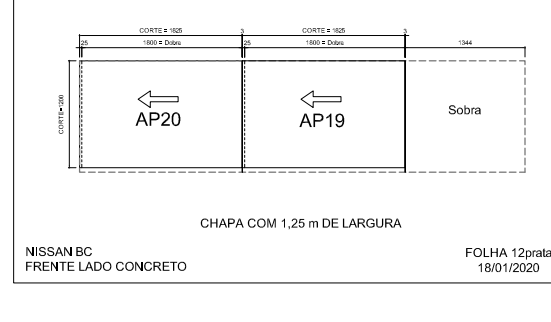 CORTE = 1825 3 CORTE = 1825 3
25 1800 = Dobra 25 1800 = Dobra 1344
CORTE=1200
AP20 AP19 Sobra
CHAPA COM 1,25 m DE LARGURA
NISSAN BC FOLHA 12prata
FRENTE LADO CONCRETO 18/01/2020